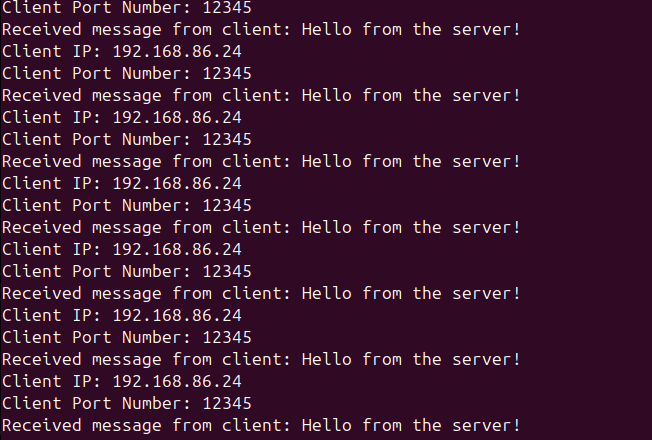 Client Port Number: 12345
Received message from client: Hello from the server!
Client IP: 192.168.86.24
Client Port Number: 12345
Received message from client: Hello from the server!
Client IP: 192.168.86.24
Client Port Number: 12345
Received message from client: Hello from the server!
Client IP: 192.168.86.24
Client Port Number: 12345
Received message from client: Hello from the server!
Client IP: 192.168.86.24
Client Port Number: 12345
Received message from client: Hello from the server!
Client IP: 192.168.86.24
Client Port Number: 12345
Received message from client: Hello from the server!
Client IP: 192.168.86.24
Client Port Number: 12345
Received message from client: Hello from the server!